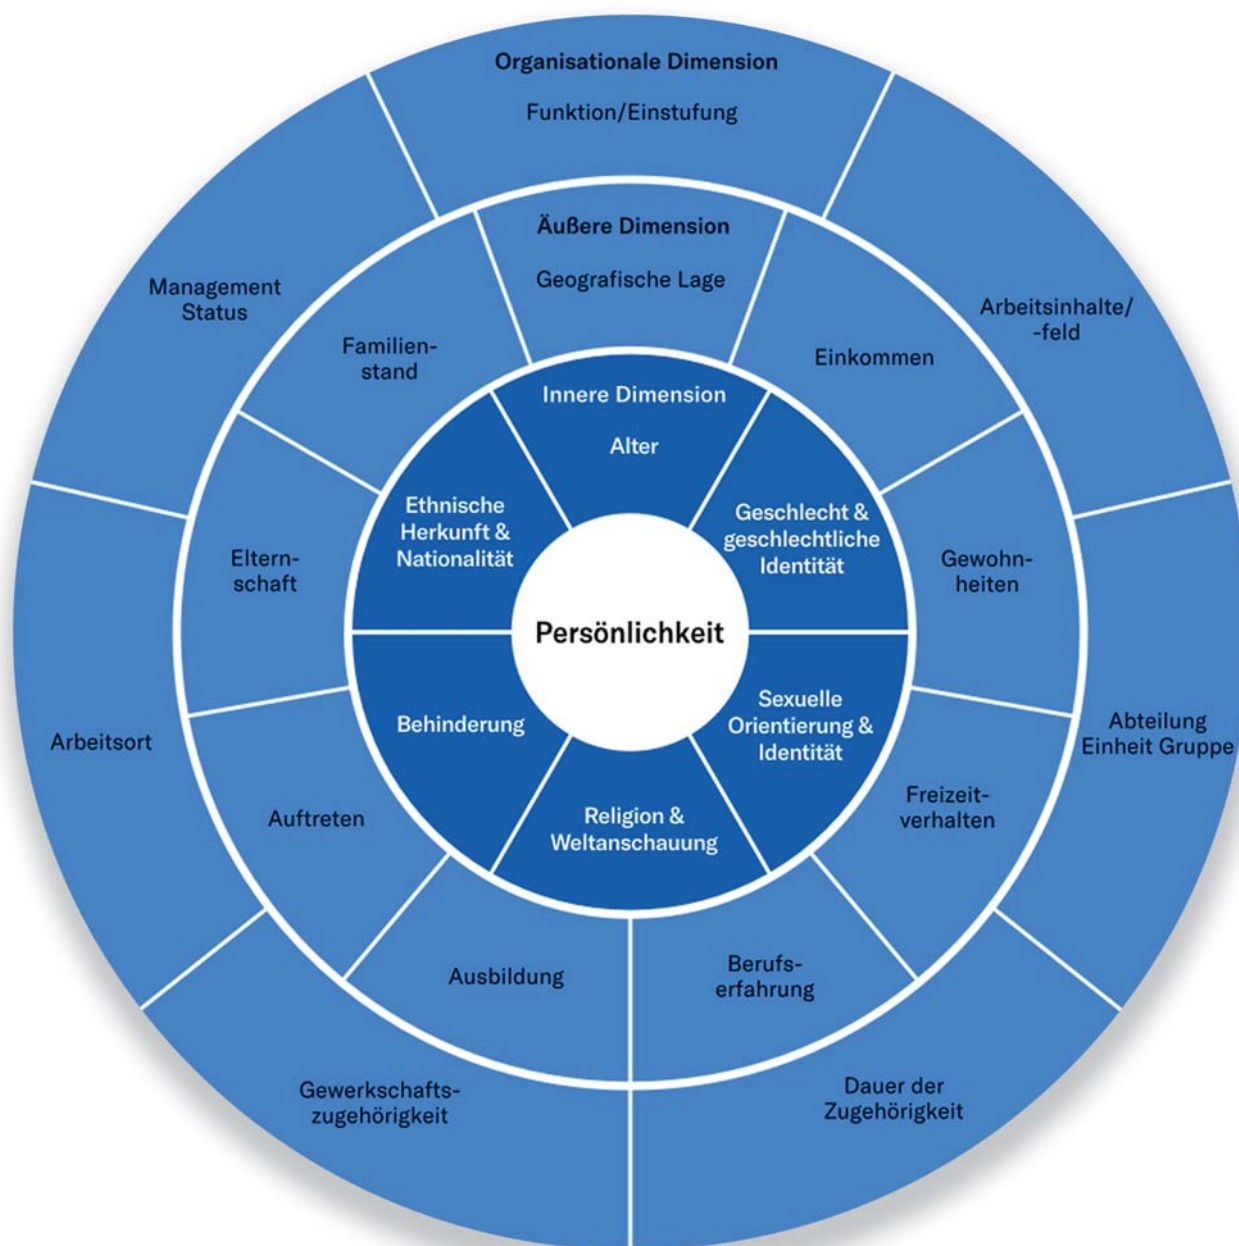 Organisationale Dimension
Funktion/Einstufung
Arbeitsinhalte/
-feld
Abteilung
Einheit Gruppe
Dauer der
Zugehörigkeit
Gewerkschafts-
zugehörigkeit
Arbeitsort
Management
Status
Äußere Dimension
Geografische Lage
Einkommen
Gewohn-
heiten
Freizeit-
verhalten
Berufs-
erfahrung
Ausbildung
Auftreten
Eltern-
schaft
Familien-
stand
Innere Dimension
Alter
Geschlecht &
geschlechtliche
Identität
Sexuelle
Orientierung &
Identität
Religion &
Weltanschauung
Behinderung
Ethnische
Herkunft &
Nationalität
Persönlichkeit